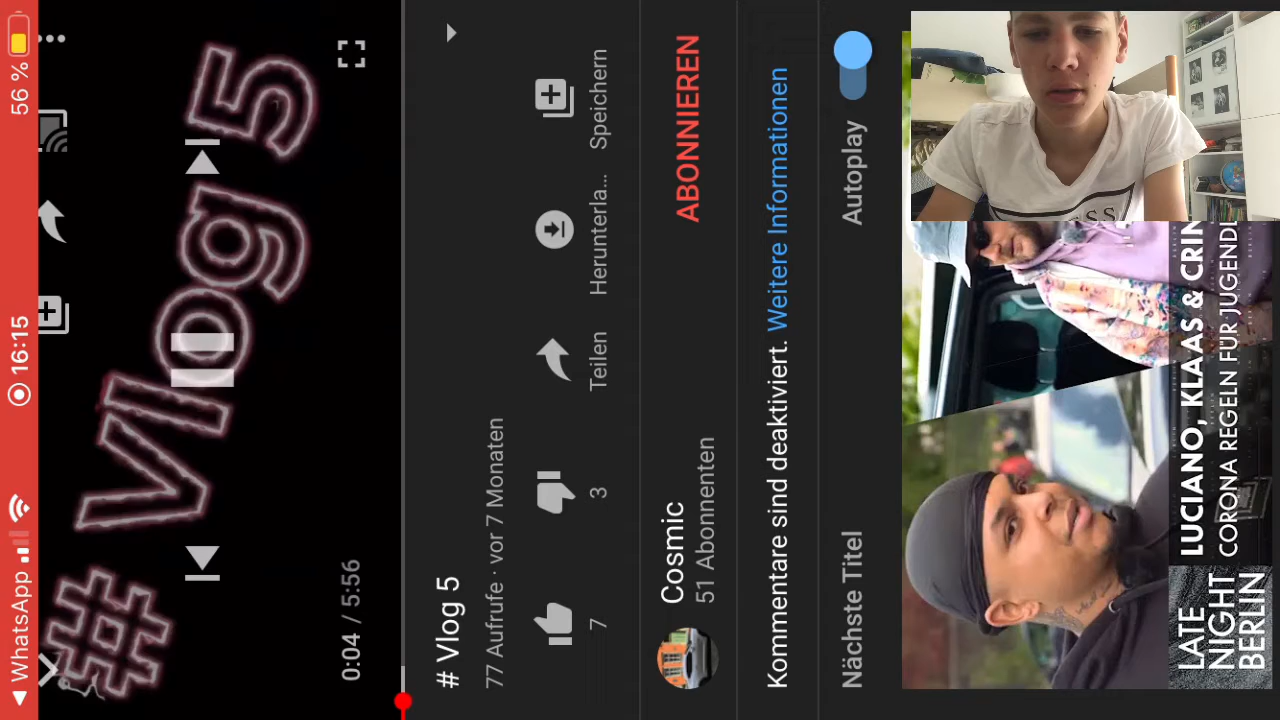 WhatsApp
16:15
56 %
# Vlog 5
0:04 / 5:56
# Vlog 5
77 Aufrufe · vor 7 Monaten
7
3
Teilen
Herunterla...
Speichern
Cosmic
51 Abonnenten
ABONNIEREN
Kommentare sind deaktiviert. Weitere Informationen
Nächste Titel
Autoplay
LATE
NIGHT
BERLIN
LUCIANO, KLAAS & CRIN
CORONA REGELN FÜR JUGENDL